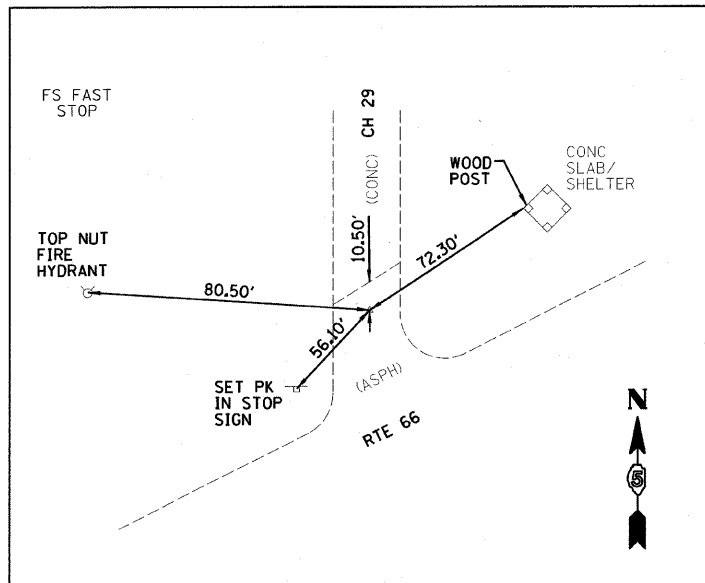 FS FAST
STOP
CH 29
(CONC)
10.50'
WOOD
POST
CONC
SLAB/
SHELTER
72.30'
TOP NUT
FIRE
HYDRANT
80.50'
56.10'
SET PK
IN STOP
SIGN
(ASPH)
RTE 66
N
5